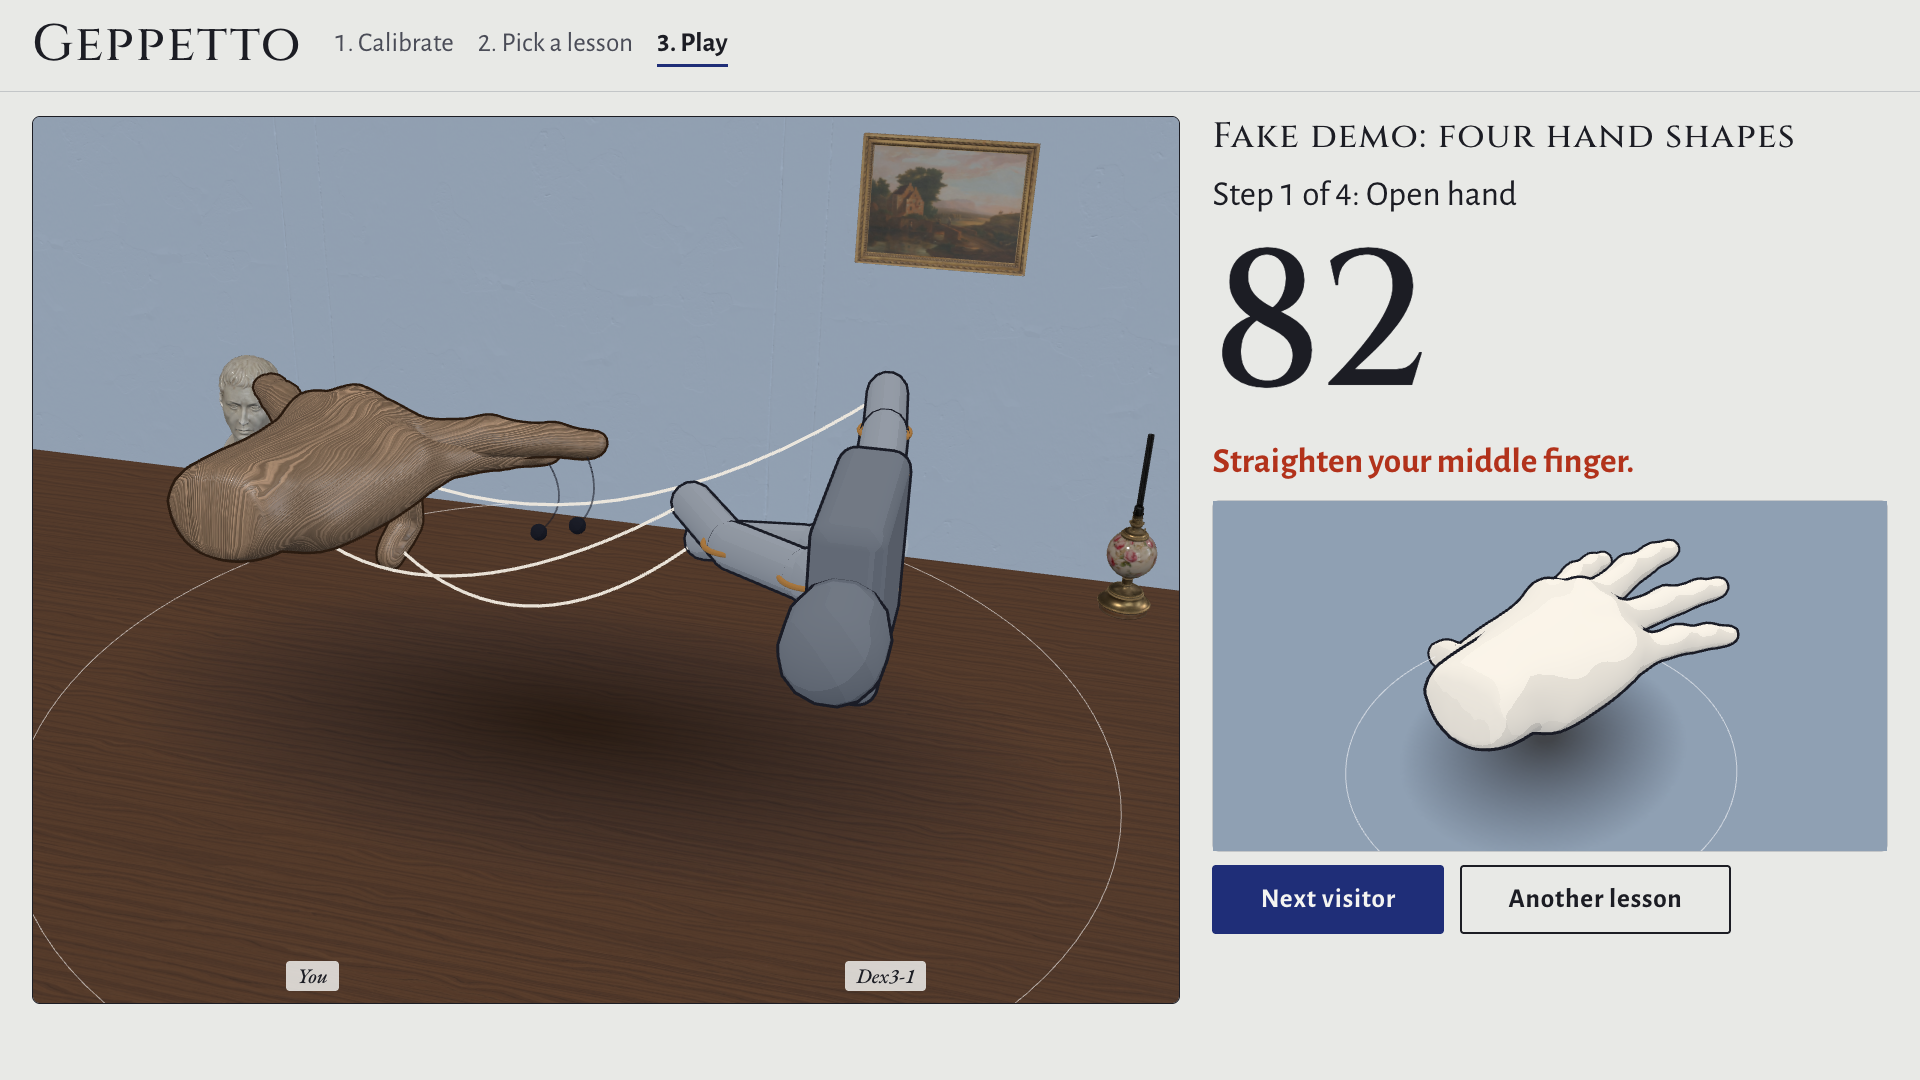 Geppetto
1. Calibrate
2. Pick a lesson
3. Play
Fake demo: four hand shapes
Step 1 of 4: Open hand
82
Straighten your middle finger.
Next visitor
Another lesson
You
Dex3-1